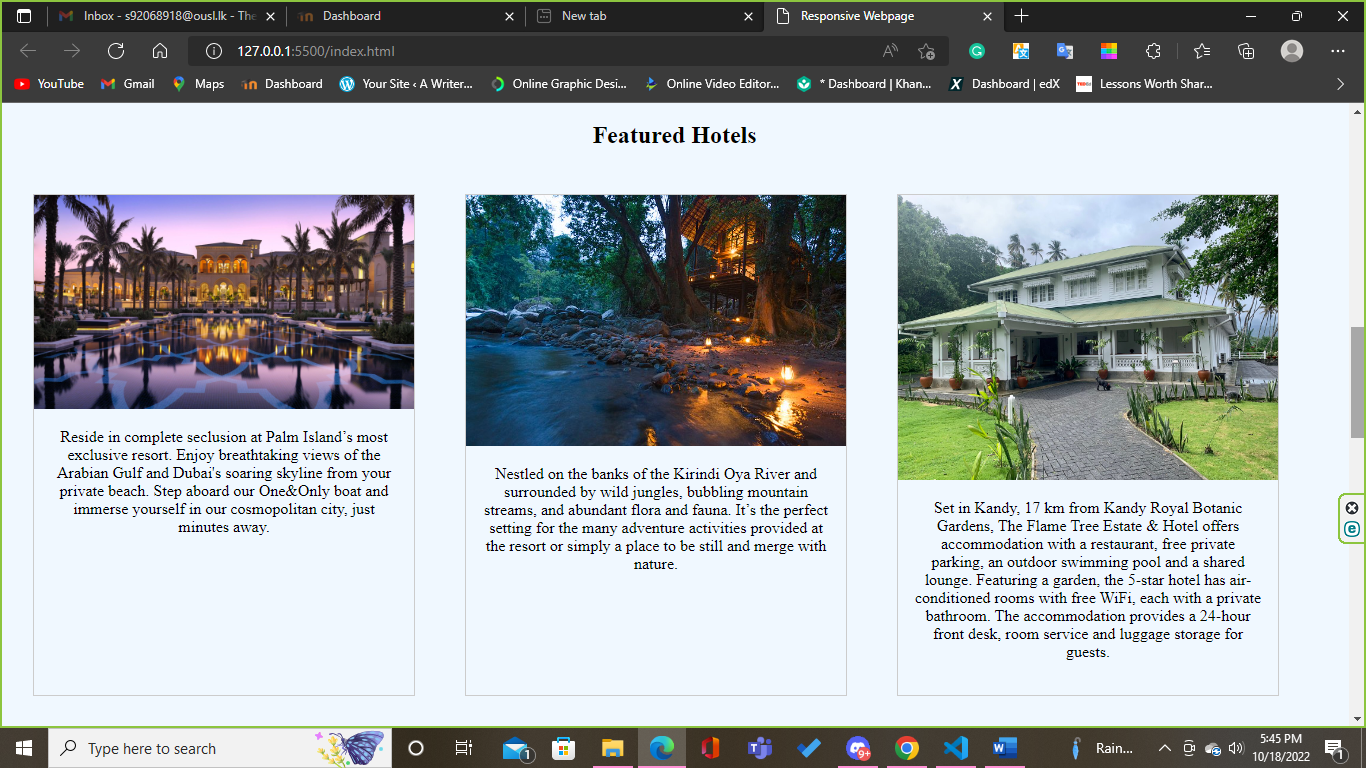 Inbox - s92068918@ousl.lk - The
Dashboard
New tab
Responsive Webpage
127.0.0.1:5500/index.html
YouTube
Gmail
Maps
Dashboard
Your Site ‹ A Writer...
Online Graphic Desi...
Online Video Editor...
* Dashboard | Khan...
Dashboard | edX
Lessons Worth Shar...
Featured Hotels
Reside in complete seclusion at Palm Island’s most
exclusive resort. Enjoy breathtaking views of the
Arabian Gulf and Dubai's soaring skyline from your
private beach. Step aboard our One&Only boat and
immerse yourself in our cosmopolitan city, just
minutes away.
Nestled on the banks of the Kirindi Oya River and
surrounded by wild jungles, bubbling mountain
streams, and abundant flora and fauna. It’s the perfect
setting for the many adventure activities provided at
the resort or simply a place to be still and merge with
nature.
Set in Kandy, 17 km from Kandy Royal Botanic
Gardens, The Flame Tree Estate & Hotel offers
accommodation with a restaurant, free private
parking, an outdoor swimming pool and a shared
lounge. Featuring a garden, the 5-star hotel has air-
conditioned rooms with free WiFi, each with a private
bathroom. The accommodation provides a 24-hour
front desk, room service and luggage storage for
guests.
Type here to search
1
9+
Rain...
5:45 PM
10/18/2022
1